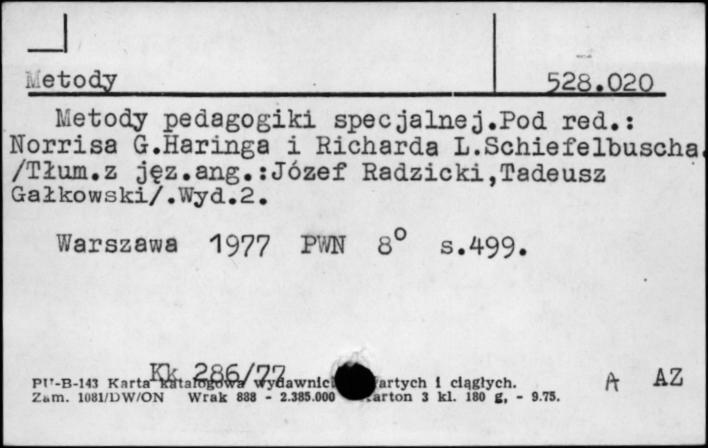 Metody 528.020
Metody pedagogiki specjalnej.Pod red.:
Norrisa G.Haringa i Richarda L.Schiefelbuscha.
/Tłum.z jęz.ang.:Józef Radzicki,Tadeusz
Gałkowski/.Wyd.2.
Warszawa 1977 PWN 8° s.499.
Kk 286/77
PU-B-143 Karta katalogowa wydawnict artych i ciągłych.
A AZ
Zam. 1081/DW/ON Wrak 888 - 2.385.000 arton 3 kl. 180 g, - 9.75.